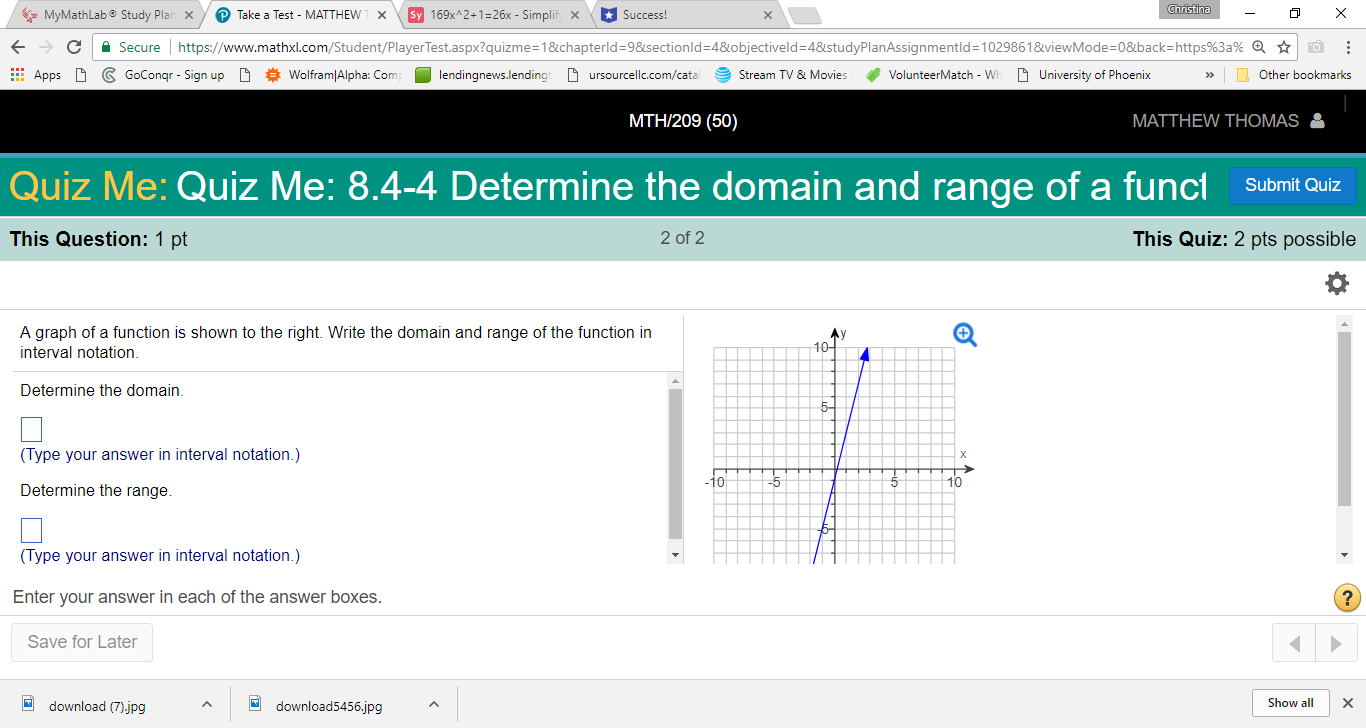 MyMathLab® Study Plan
Take a Test - MATTHEW T
Sy 169x^2+1=26x - Simplify
Success!
Christina
Secure
https://www.mathxl.com/Student/PlayerTest.aspx?quizme=1&chapterId=9&sectionId=4&objectiveId=4&studyPlanAssignmentId=1029861&viewMode=0&back=https%3a%
Apps
GoConqr - Sign up
Wolfram|Alpha: Com
lendingnews.lendingt
ursourcellc.com/catal
Stream TV & Movies
VolunteerMatch - Wh
University of Phoenix
»
Other bookmarks
MTH/209 (50)
MATTHEW THOMAS
Quiz Me: Quiz Me: 8.4-4 Determine the domain and range of a funct
Submit Quiz
This Question: 1 pt
2 of 2
This Quiz: 2 pts possible
A graph of a function is shown to the right. Write the domain and range of the function in
interval notation.
Determine the domain.
(Type your answer in interval notation.)
Determine the range.
(Type your answer in interval notation.)
y
10
5
x
-10 -5 5 10
-5
Enter your answer in each of the answer boxes.
?
Save for Later
download (7).jpg
download5456.jpg
Show all